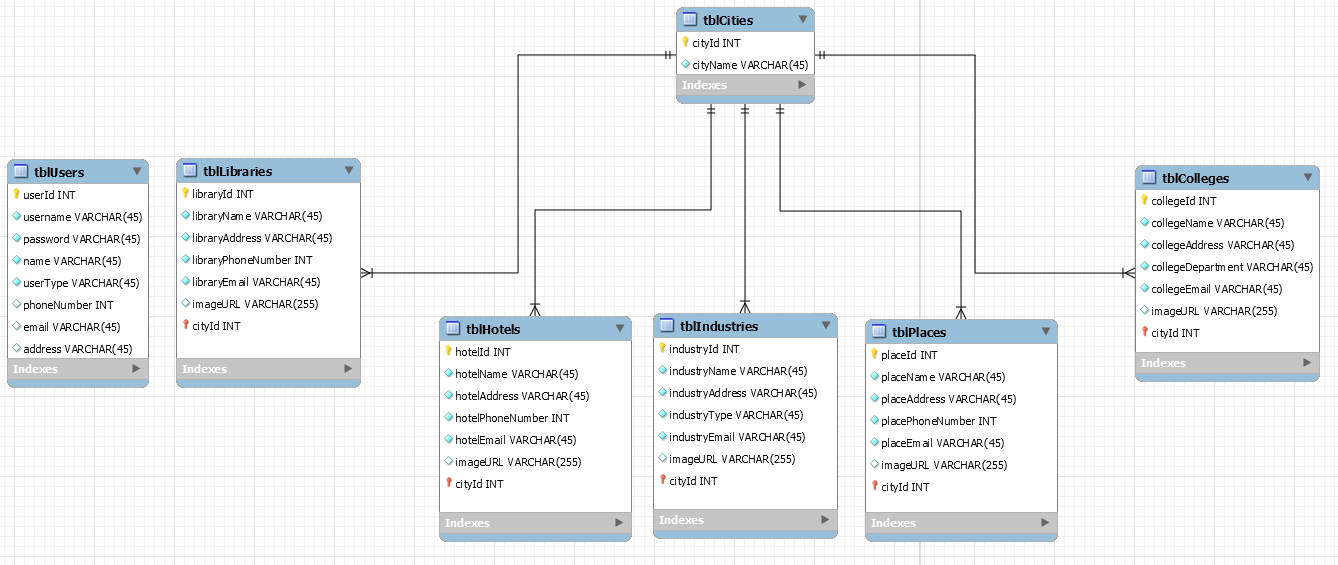 tblCities
cityId INT
cityName VARCHAR(45)
Indexes
tblUsers
userId INT
username VARCHAR(45)
password VARCHAR(45)
name VARCHAR(45)
userType VARCHAR(45)
phoneNumber INT
email VARCHAR(45)
address VARCHAR(45)
Indexes
tblLibraries
libraryId INT
libraryName VARCHAR(45)
libraryAddress VARCHAR(45)
libraryPhoneNumber INT
libraryEmail VARCHAR(45)
imageURL VARCHAR(255)
cityId INT
Indexes
tblHotels
hotelId INT
hotelName VARCHAR(45)
hotelAddress VARCHAR(45)
hotelPhoneNumber INT
hotelEmail VARCHAR(45)
imageURL VARCHAR(255)
cityId INT
Indexes
tblIndustries
industryId INT
industryName VARCHAR(45)
industryAddress VARCHAR(45)
industryType VARCHAR(45)
industryEmail VARCHAR(45)
imageURL VARCHAR(255)
cityId INT
Indexes
tblPlaces
placeId INT
placeName VARCHAR(45)
placeAddress VARCHAR(45)
placePhoneNumber INT
placeEmail VARCHAR(45)
imageURL VARCHAR(255)
cityId INT
Indexes
tblColleges
collegeId INT
collegeName VARCHAR(45)
collegeAddress VARCHAR(45)
collegeDepartment VARCHAR(45)
collegeEmail VARCHAR(45)
imageURL VARCHAR(255)
cityId INT
Indexes